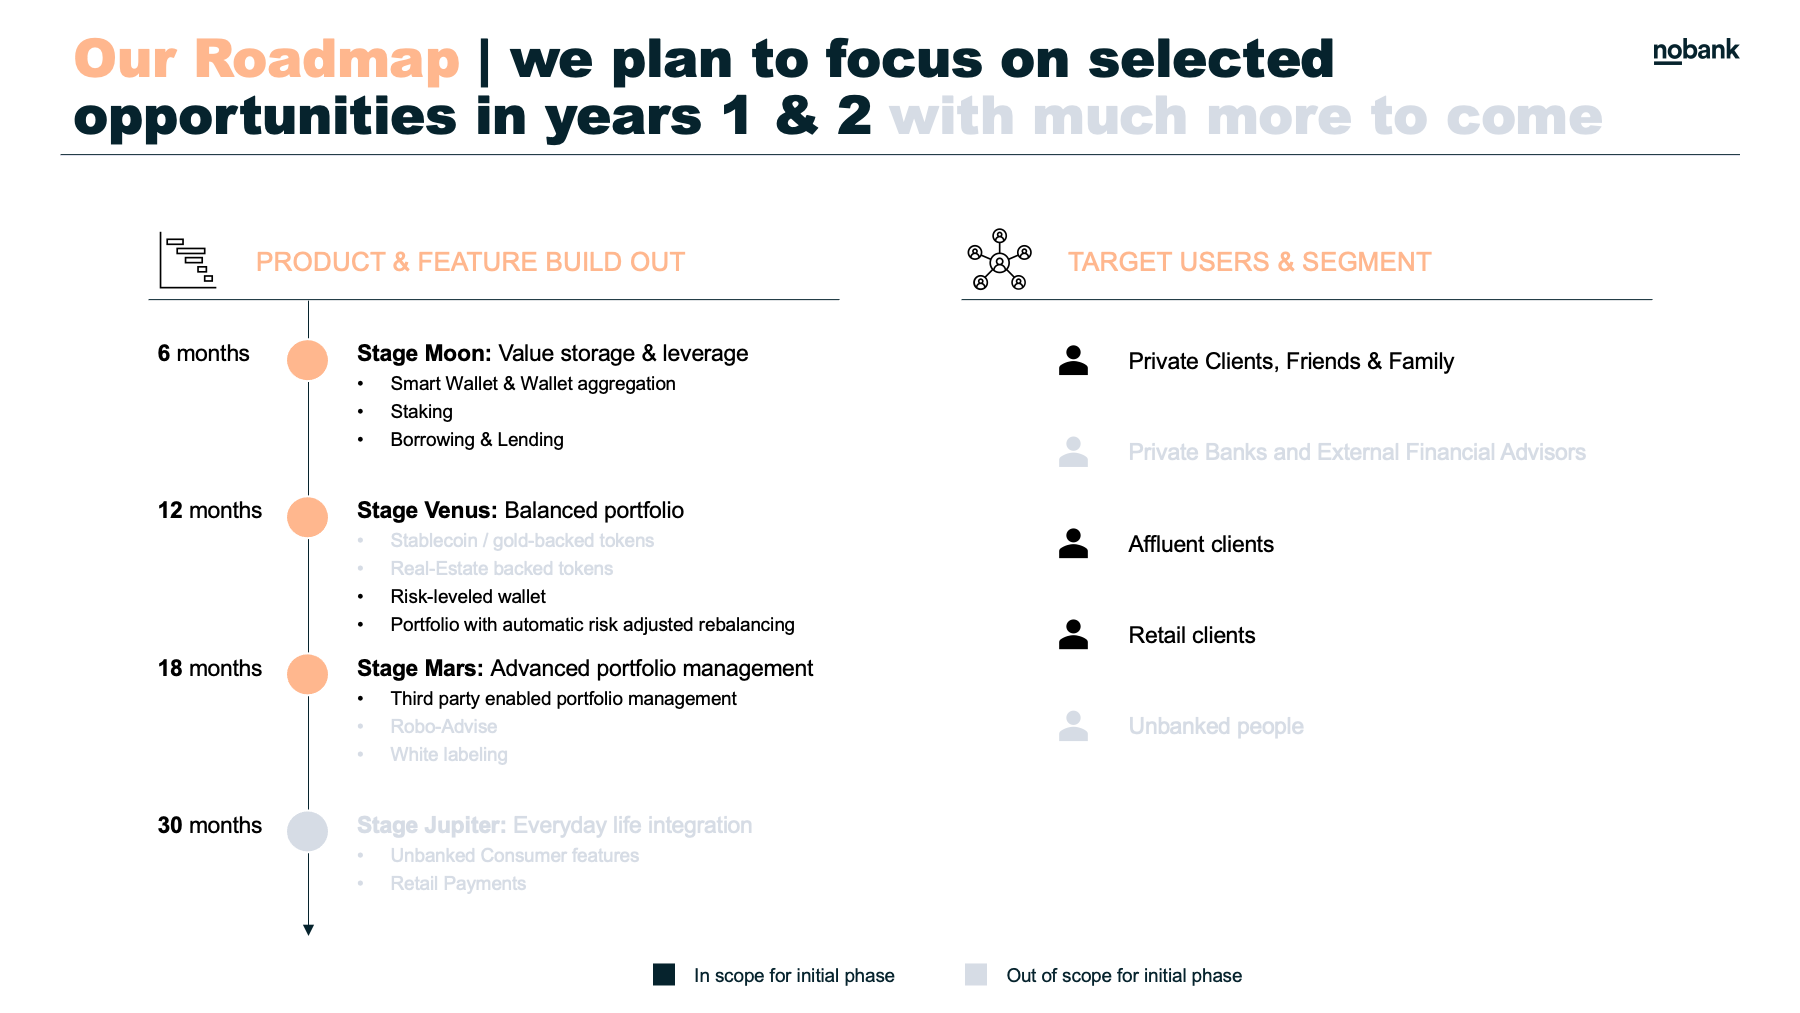 Our Roadmap | we plan to focus on selected
opportunities in years 1 & 2 with much more to come
nobank
PRODUCT & FEATURE BUILD OUT
6 months
Stage Moon: Value storage & leverage
• Smart Wallet & Wallet aggregation
• Staking
• Borrowing & Lending
12 months
Stage Venus: Balanced portfolio
• Stablecoin / gold-backed tokens
• Real-Estate backed tokens
• Risk-leveled wallet
• Portfolio with automatic risk adjusted rebalancing
18 months
Stage Mars: Advanced portfolio management
• Third party enabled portfolio management
• Robo-Advise
• White labeling
30 months
Stage Jupiter: Everyday life integration
• Unbanked Consumer features
• Retail Payments
TARGET USERS & SEGMENT
Private Clients, Friends & Family
Private Banks and External Financial Advisors
Affluent clients
Retail clients
Unbanked people
In scope for initial phase
Out of scope for initial phase